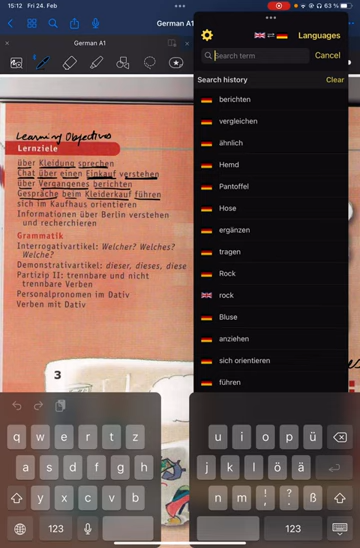 15:12 Fri 24. Feb
63 %
German A1
German A1
Languages
Search term
Cancel
Search history
Clear
berichten
vergleichen
ähnlich
Hemd
Pantoffel
Hose
ergänzen
tragen
Rock
rock
Bluse
anziehen
sich orientieren
führen
Learning Objectives
Lernziele
über Kleidung sprechen
Chat über einen Einkauf verstehen
über Vergangenes berichten
Gespräche beim Kleiderkauf führen
sich im Kaufhaus orientieren
Informationen über Berlin verstehen
und recherchieren
Grammatik
Interrogativartikel: Welcher? Welches?
Welche?
Demonstrativartikel: dieser, dieses, diese
Partizip II: trennbare und nicht
trennbare Verben
Personalpronomen im Dativ
Verben mit Dativ
3
q w e r t z
u i o p ü
a s d f g h
j k l ö ä
y x c v b
n m ! , ? . ß
123
123